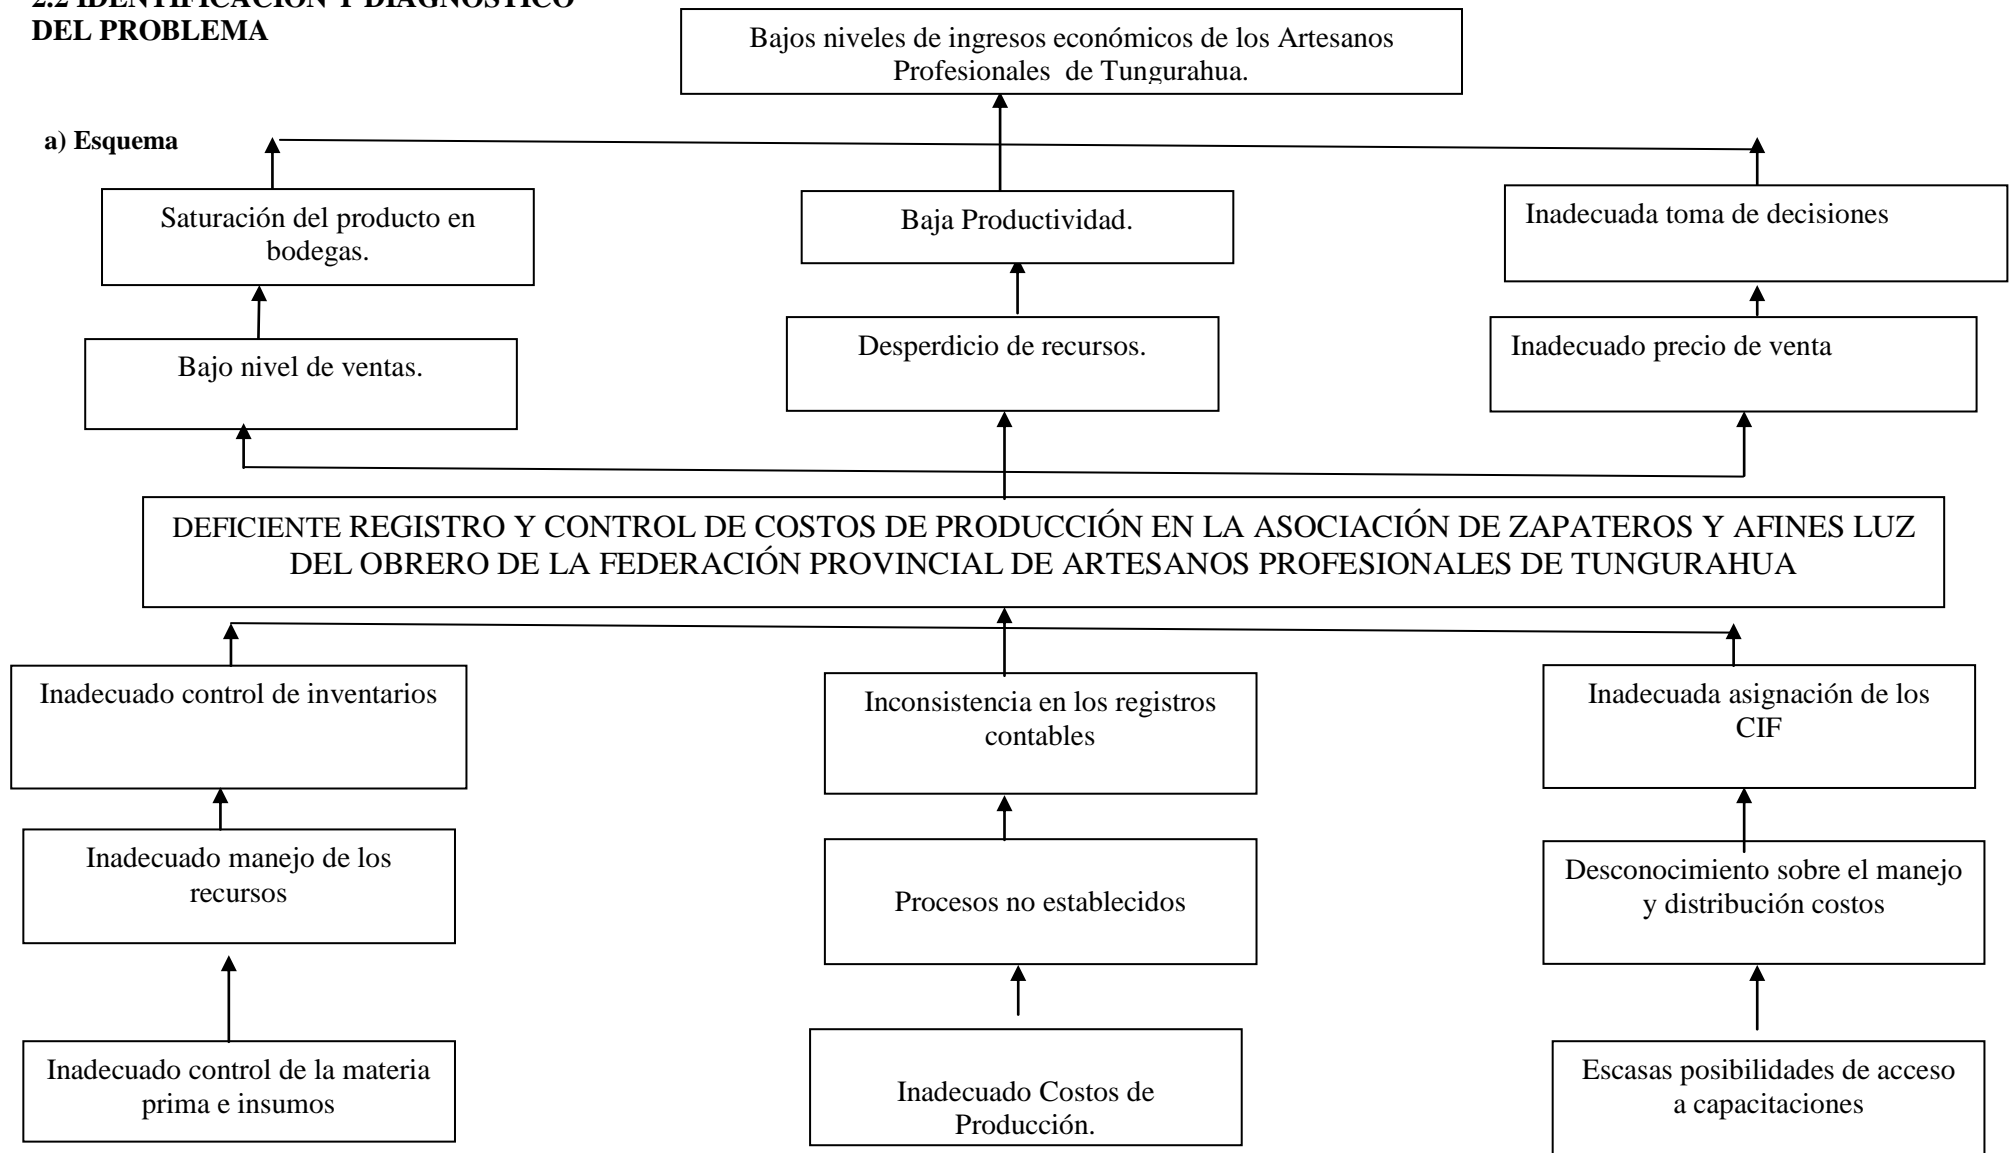 2.2 IDENTIFICACIÓN Y DIAGNÓSTICO
DEL PROBLEMA
Bajos niveles de ingresos económicos de los Artesanos
Profesionales de Tungurahua.
a) Esquema
Saturación del producto en
bodegas.
Baja Productividad.
Inadecuada toma de decisiones
Bajo nivel de ventas.
Desperdicio de recursos.
Inadecuado precio de venta
DEFICIENTE REGISTRO Y CONTROL DE COSTOS DE PRODUCCIÓN EN LA ASOCIACIÓN DE ZAPATEROS Y AFINES LUZ
DEL OBRERO DE LA FEDERACIÓN PROVINCIAL DE ARTESANOS PROFESIONALES DE TUNGURAHUA
Inadecuado control de inventarios
Inconsistencia en los registros
contables
Inadecuada asignación de los
CIF
Inadecuado manejo de los
recursos
Procesos no establecidos
Desconocimiento sobre el manejo
y distribución costos
Inadecuado control de la materia
prima e insumos
Inadecuado Costos de
Producción.
Escasas posibilidades de acceso
a capacitaciones